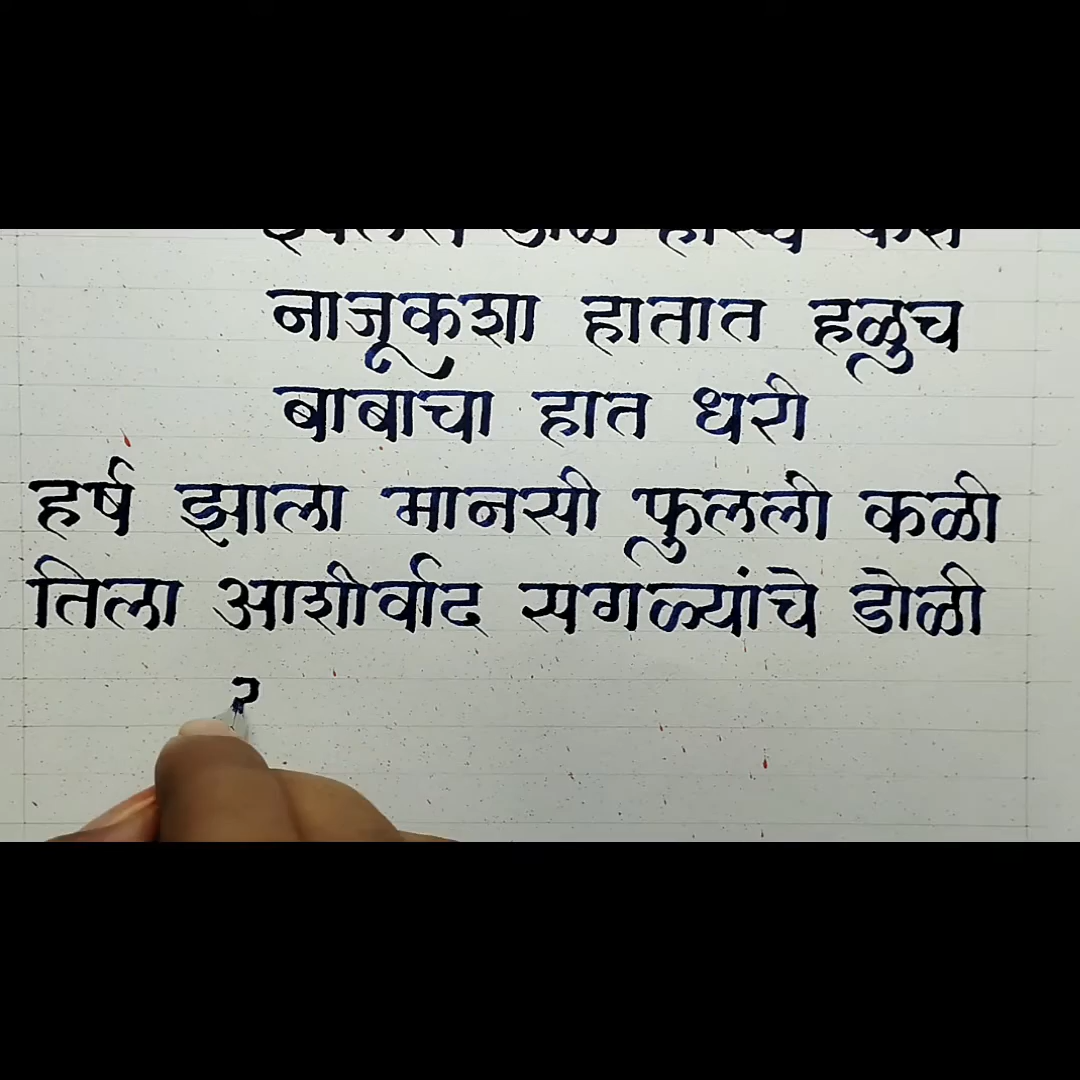 नाजूकशा हातात हळुच
बाबाचा हात धरी
हर्ष झाला मानसी फुलली कळी
तिला आशीर्वाद सगळ्यांचे डोळी